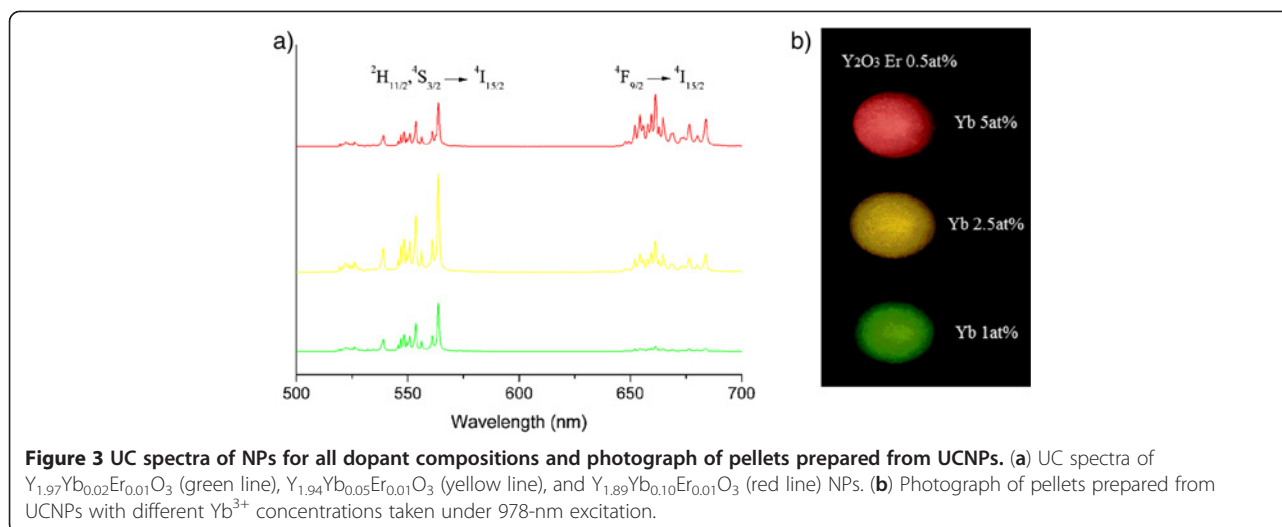 a)
²H₁₁/₂,⁴S₃/₂ → ⁴I₁₅/₂
⁴F₉/₂ → ⁴I₁₅/₂
500
550
600
650
700
Wavelength (nm)
b)
Y2O3 Er 0.5at%
Yb 5at%
Yb 2.5at%
Yb 1at%
Figure 3 UC spectra of NPs for all dopant compositions and photograph of pellets prepared from UCNPs. (a) UC spectra of
Y₁.₉₇Yb₀.₀₂Er₀.₀₁O₃ (green line), Y₁.₉₄Yb₀.₀₅Er₀.₀₁O₃ (yellow line), and Y₁.₈₉Yb₀.₁₀Er₀.₀₁O₃ (red line) NPs. (b) Photograph of pellets prepared from
UCNPs with different Yb³⁺ concentrations taken under 978-nm excitation.